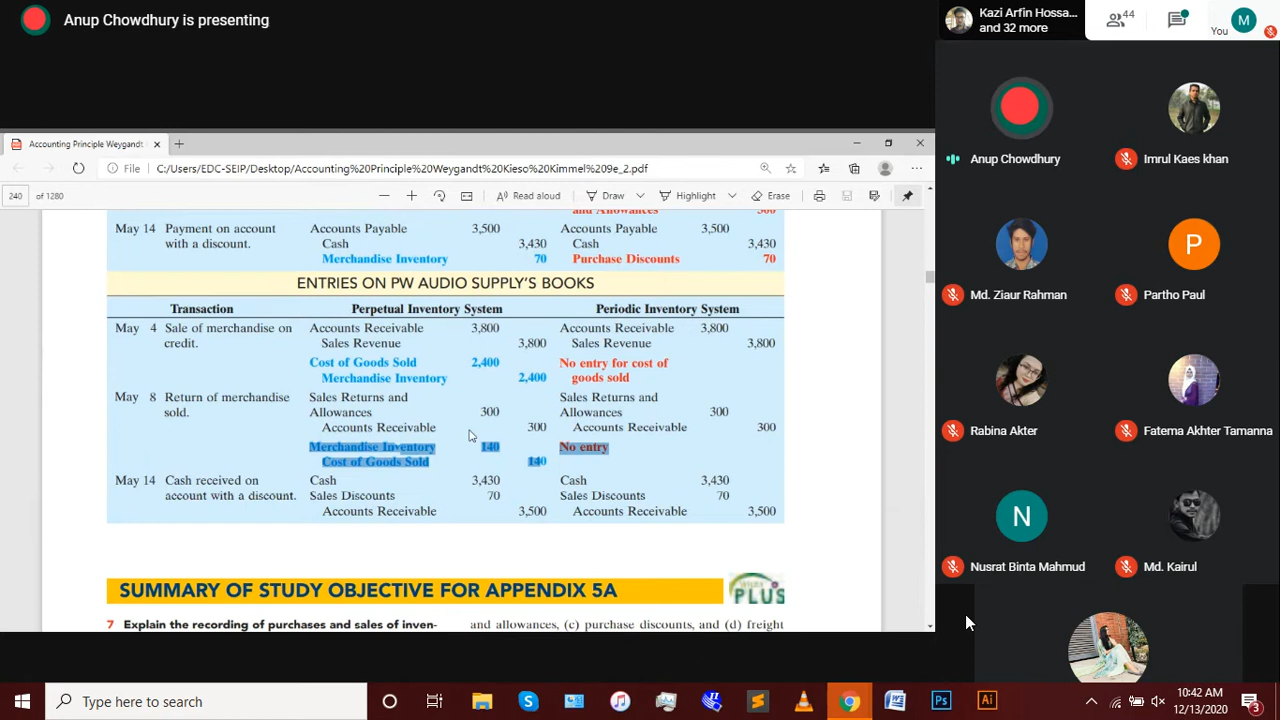 Anup Chowdhury is presenting
Kazi Arfin Hossa...
and 32 more
44
You
M
Accounting Principle Weygandt
File
C:/Users/EDC-SEIP/Desktop/Accounting%20Principle%20Weygandt%20Kieso%20Kimmel%209e_2.pdf
240 of 1280
Read aloud
Draw
Highlight
Erase
and Allowances 300
May 14 Payment on account Accounts Payable 3,500 Accounts Payable 3,500
with a discount. Cash 3,430 Cash 3,430
Merchandise Inventory 70 Purchase Discounts 70
ENTRIES ON PW AUDIO SUPPLY'S BOOKS
Transaction Perpetual Inventory System Periodic Inventory System
May 4 Sale of merchandise on Accounts Receivable 3,800 Accounts Receivable 3,800
credit. Sales Revenue 3,800 Sales Revenue 3,800
Cost of Goods Sold 2,400 No entry for cost of
Merchandise Inventory 2,400 goods sold
May 8 Return of merchandise Sales Returns and Sales Returns and
sold. Allowances 300 Allowances 300
Accounts Receivable 300 Accounts Receivable 300
Merchandise Inventory 140 No entry
Cost of Goods Sold 140
May 14 Cash received on Cash 3,430 Cash 3,430
account with a discount. Sales Discounts 70 Sales Discounts 70
Accounts Receivable 3,500 Accounts Receivable 3,500
SUMMARY OF STUDY OBJECTIVE FOR APPENDIX 5A
PLUS
7 Explain the recording of purchases and sales of inven- and allowances, (c) purchase discounts, and (d) freight
Anup Chowdhury
Imrul Kaes khan
P
Md. Ziaur Rahman
Partho Paul
Rabina Akter
Fatema Akhter Tamanna
N
Nusrat Binta Mahmud
Md. Kairul
Type here to search
Ps
Ai
10:42 AM
12/13/2020
3